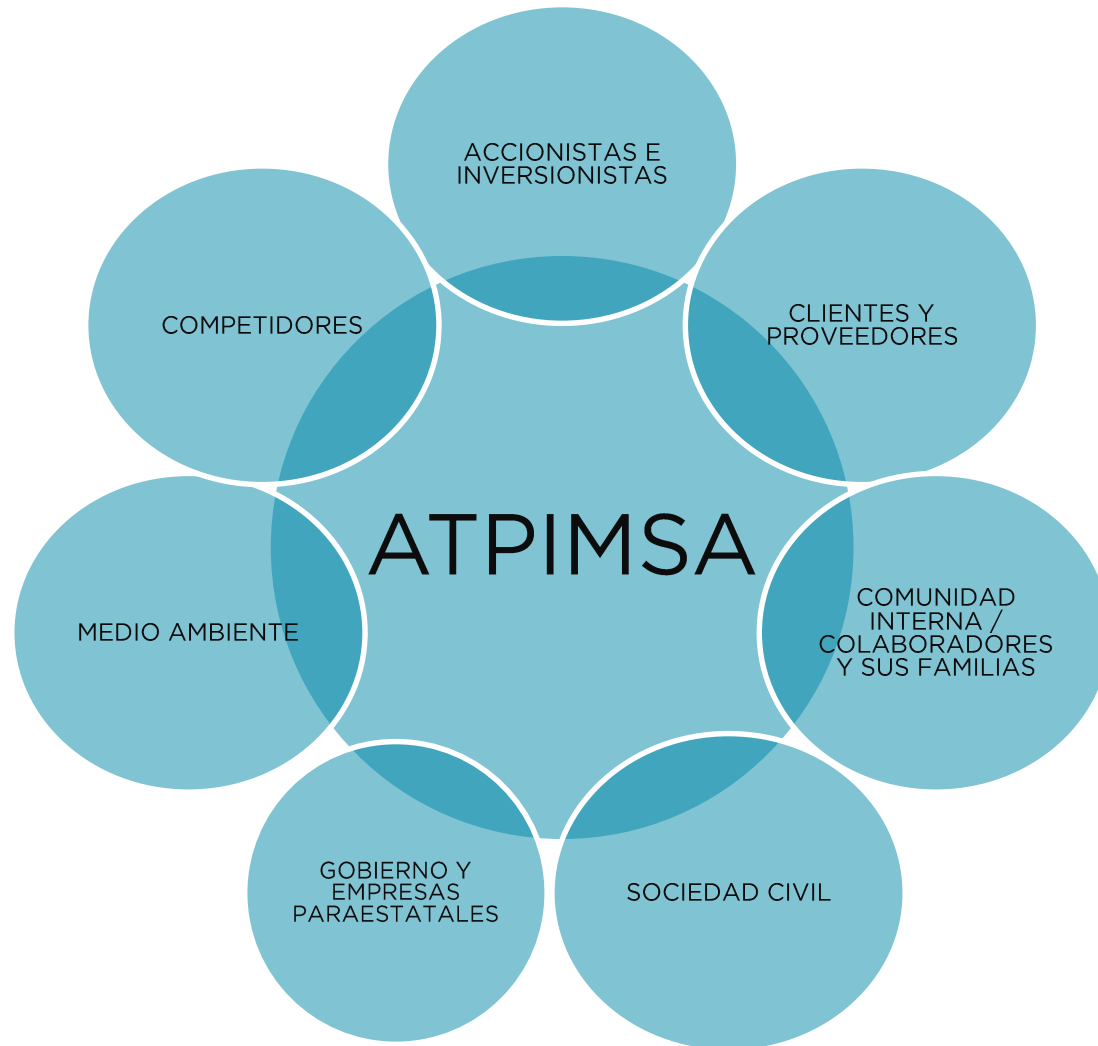 ACCIONISTAS E
INVERSIONISTAS
COMPETIDORES
CLIENTES Y
PROVEEDORES
ATPIMSA
MEDIO AMBIENTE
COMUNIDAD
INTERNA /
COLABORADORES
Y SUS FAMILIAS
GOBIERNO Y
EMPRESAS
PARAESTATALES
SOCIEDAD CIVIL